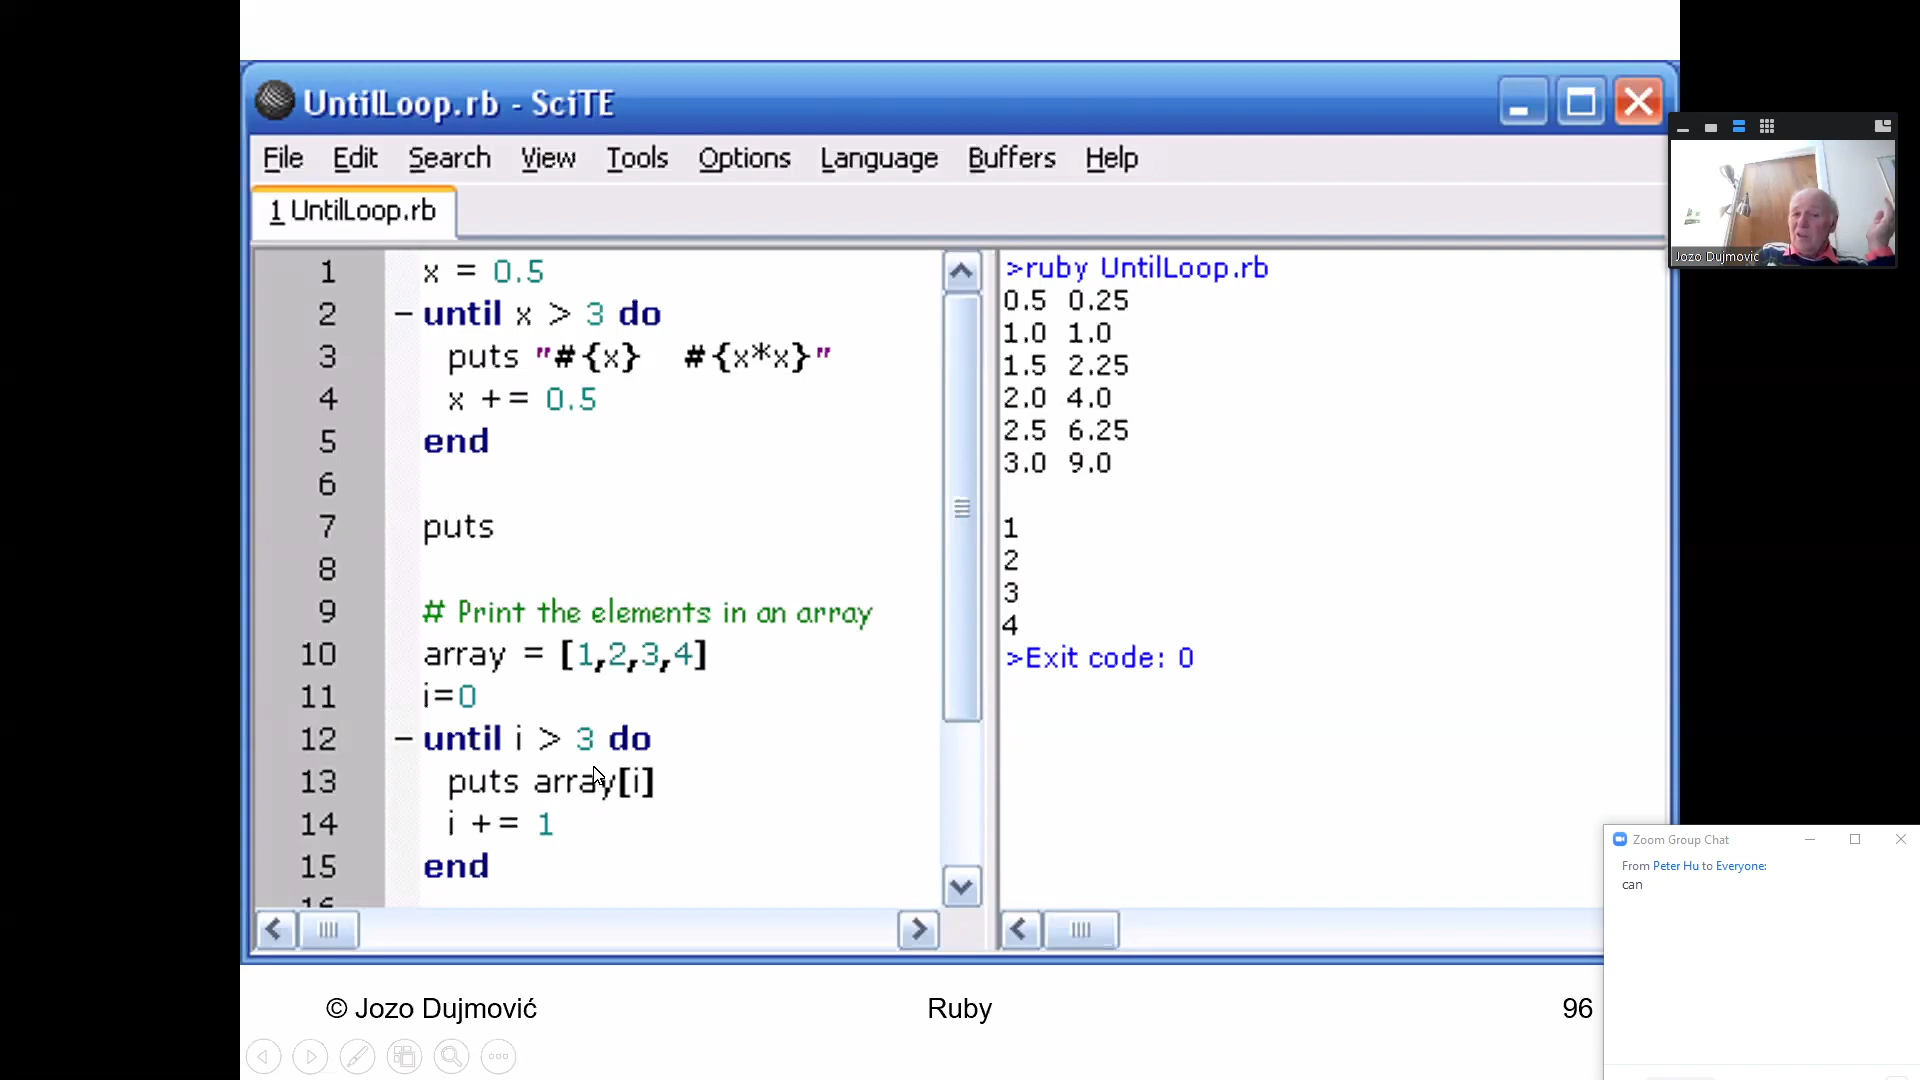 UntilLoop.rb - SciTE
File Edit Search View Tools Options Language Buffers Help
1 UntilLoop.rb
1 x = 0.5
2 until x > 3 do
3 puts "#{x} #{x*x}"
4 x += 0.5
5 end
6
7 puts
8
9 # Print the elements in an array
10 array = [1,2,3,4]
11 i=0
12 until i > 3 do
13 puts array[i]
14 i += 1
15 end
16
>ruby UntilLoop.rb
0.5 0.25
1.0 1.0
1.5 2.25
2.0 4.0
2.5 6.25
3.0 9.0
1
2
3
4
>Exit code: 0
© Jozo Dujmović
Ruby
96
Jozo Dujmovic
Zoom Group Chat
From Peter Hu to Everyone:
can